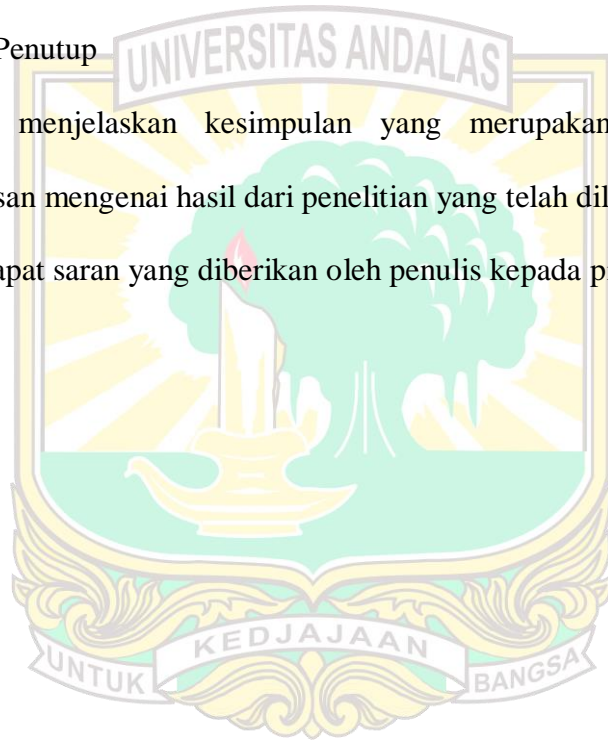 Penutup
UNIVERSITAS ANDALAS
menjelaskan kesimpulan yang merupakan
san mengenai hasil dari penelitian yang telah dil
apat saran yang diberikan oleh penulis kepada p
UNTUK KEDJAJAAN BANGSA